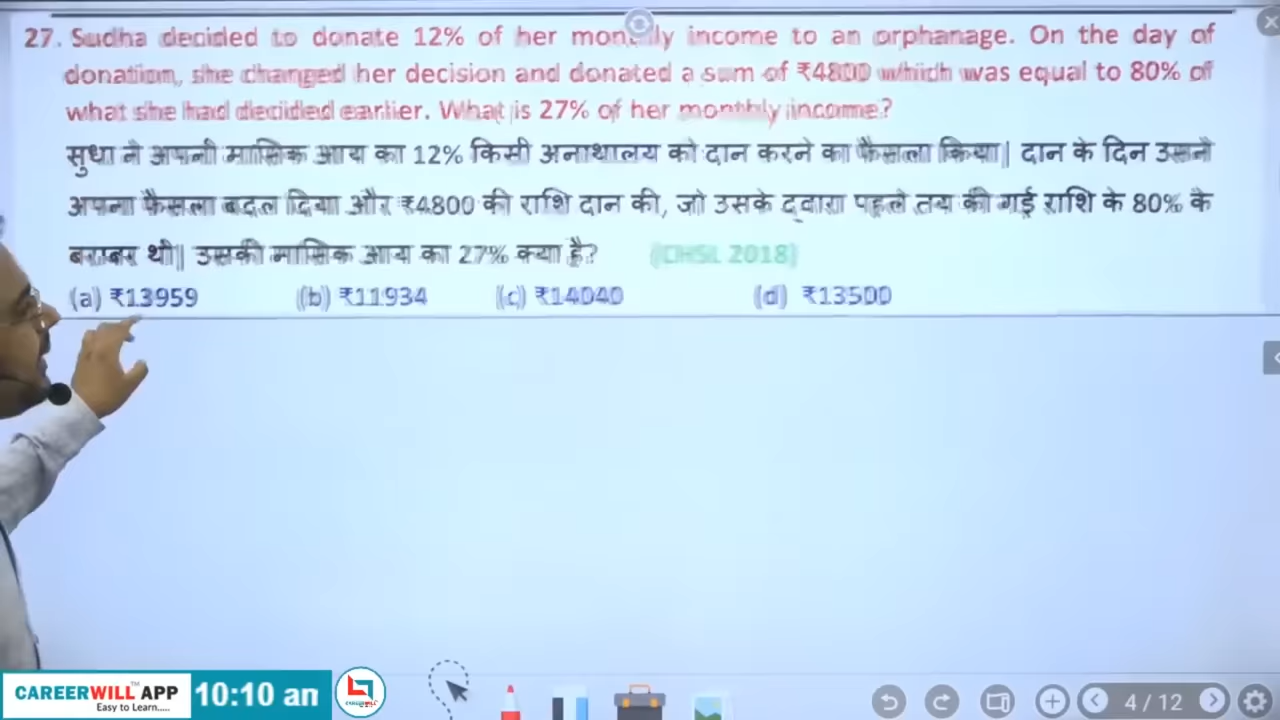 27. Sudha decided to donate 12% of her monthly income to an orphanage. On the day of
donation, she changed her decision and donated a sum of ₹4800 which was equal to 80% of
what she had decided earlier. What is 27% of her monthly income?
सुधा ने अपनी मासिक आय का 12% किसी अनाथालय को दान करने का फैसला किया| दान के दिन उसने
अपना फैसला बदल दिया और ₹4800 की राशि दान की, जो उसके द्वारा पहले तय की गई राशि के 80% के
बराबर थी| उसकी मासिक आय का 27% क्या है? (CHSL 2018)
(a) ₹13959 (b) ₹11934 (c) ₹14040 (d) ₹13500
CAREERWILL APP
TM
Easy to Learn.....
10:10 an
CAREERWILL
4 / 12